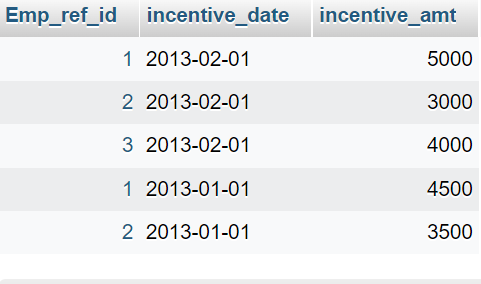 Emp_ref_id incentive_date incentive_amt
1 2013-02-01 5000
2 2013-02-01 3000
3 2013-02-01 4000
1 2013-01-01 4500
2 2013-01-01 3500